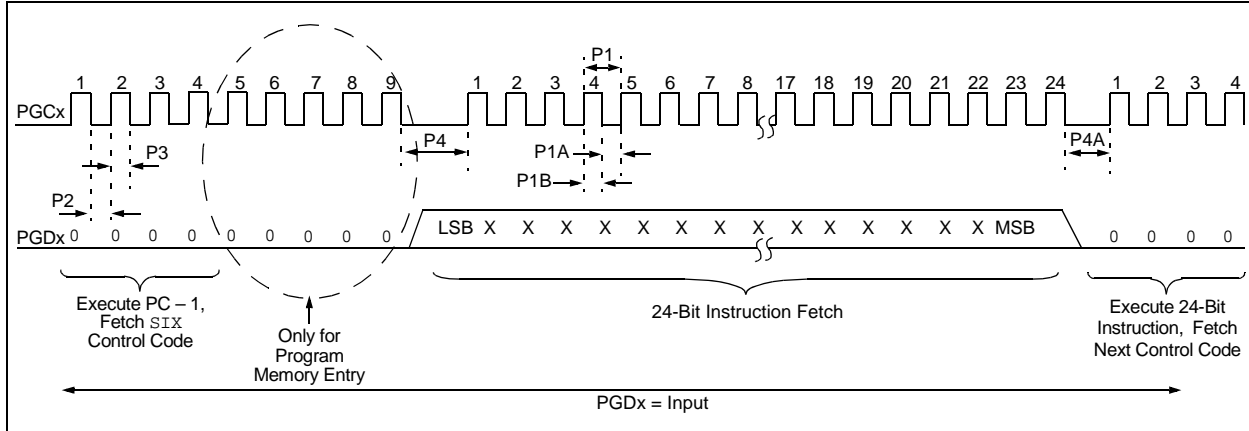 P1
1 2 3 4 5 6 7 8 9 1 2 3 4 5 6 7 8 17 18 19 20 21 22 23 24 1 2 3 4
PGCx
P4
P3
P1A
P4A
P1B
P2
LSB X X X X X X X X X X X X X X MSB
PGDx
0 0 0 0 0 0 0 0 0
0 0 0 0
Execute PC – 1,
Fetch SIX
Control Code
Only for
Program
Memory Entry
24-Bit Instruction Fetch
Execute 24-Bit
Instruction, Fetch
Next Control Code
PGDx = Input